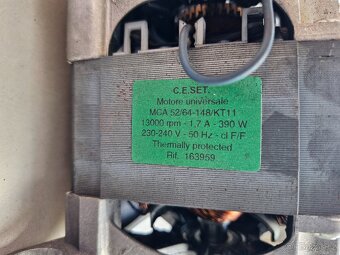 C.E.SET.
Motore universale
MCA 52/64-148/KT11
13000 rpm - 1,7 A - 390 W
230-240 V - 50 Hz - cl F/F
Thermally protected
Rif. 163959